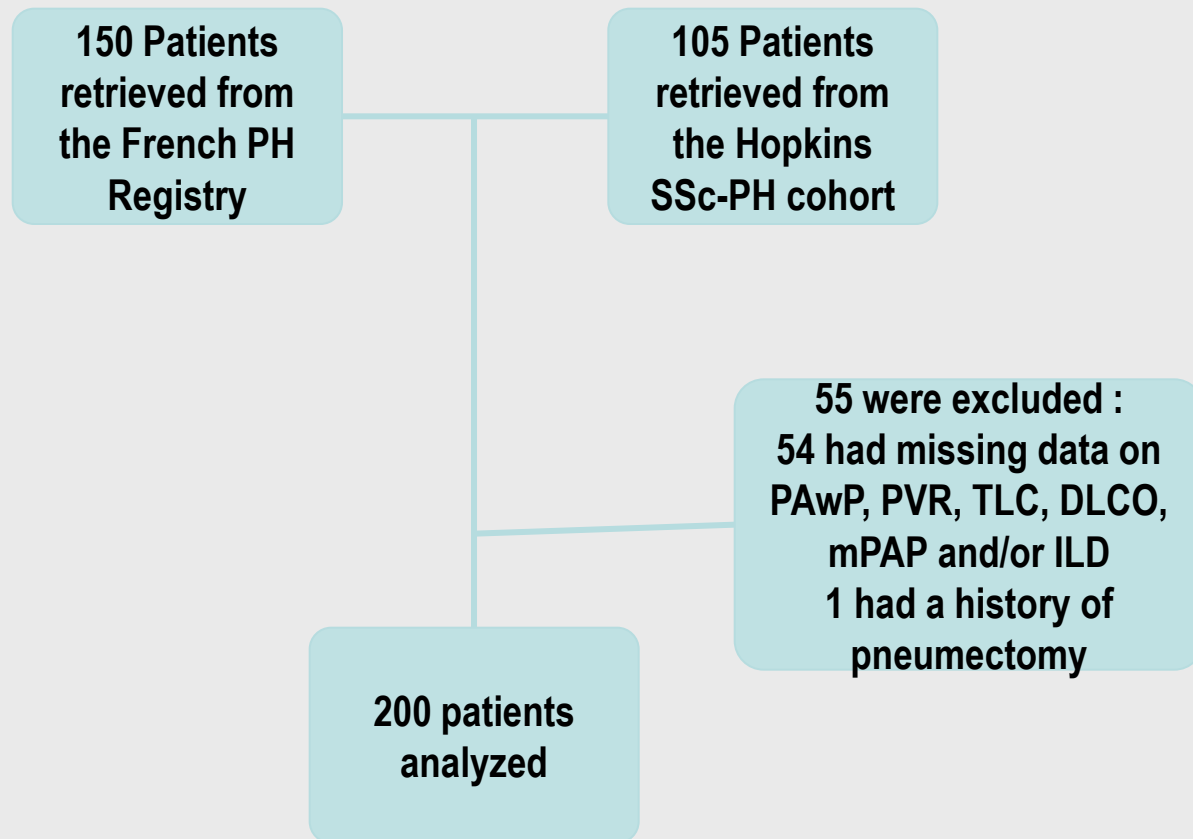 150 Patients
retrieved from
the French PH
Registry
105 Patients
retrieved from
the Hopkins
SSc-PH cohort
55 were excluded :
54 had missing data on
PAwP, PVR, TLC, DLCO,
mPAP and/or ILD
1 had a history of
pneumectomy
200 patients
analyzed